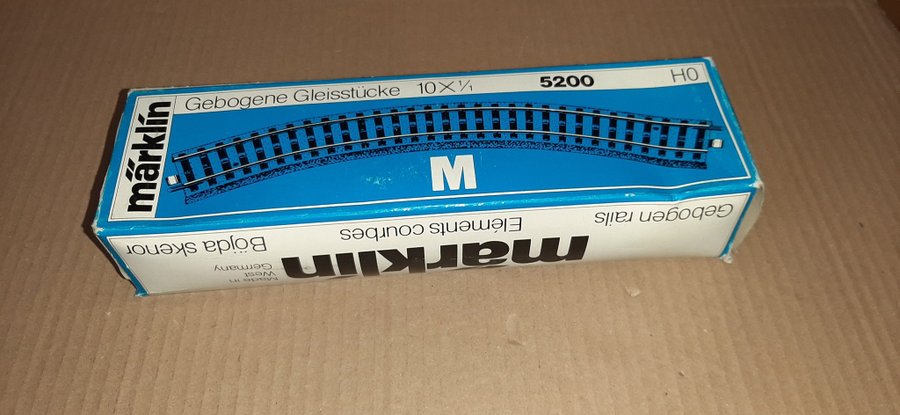 märklin
Gebogene Gleisstücke 10 X 1/1 5200 H0
M
Gebogen rails
Eléments courbes
Böjda skenor
märklin
Made in
West
Germany